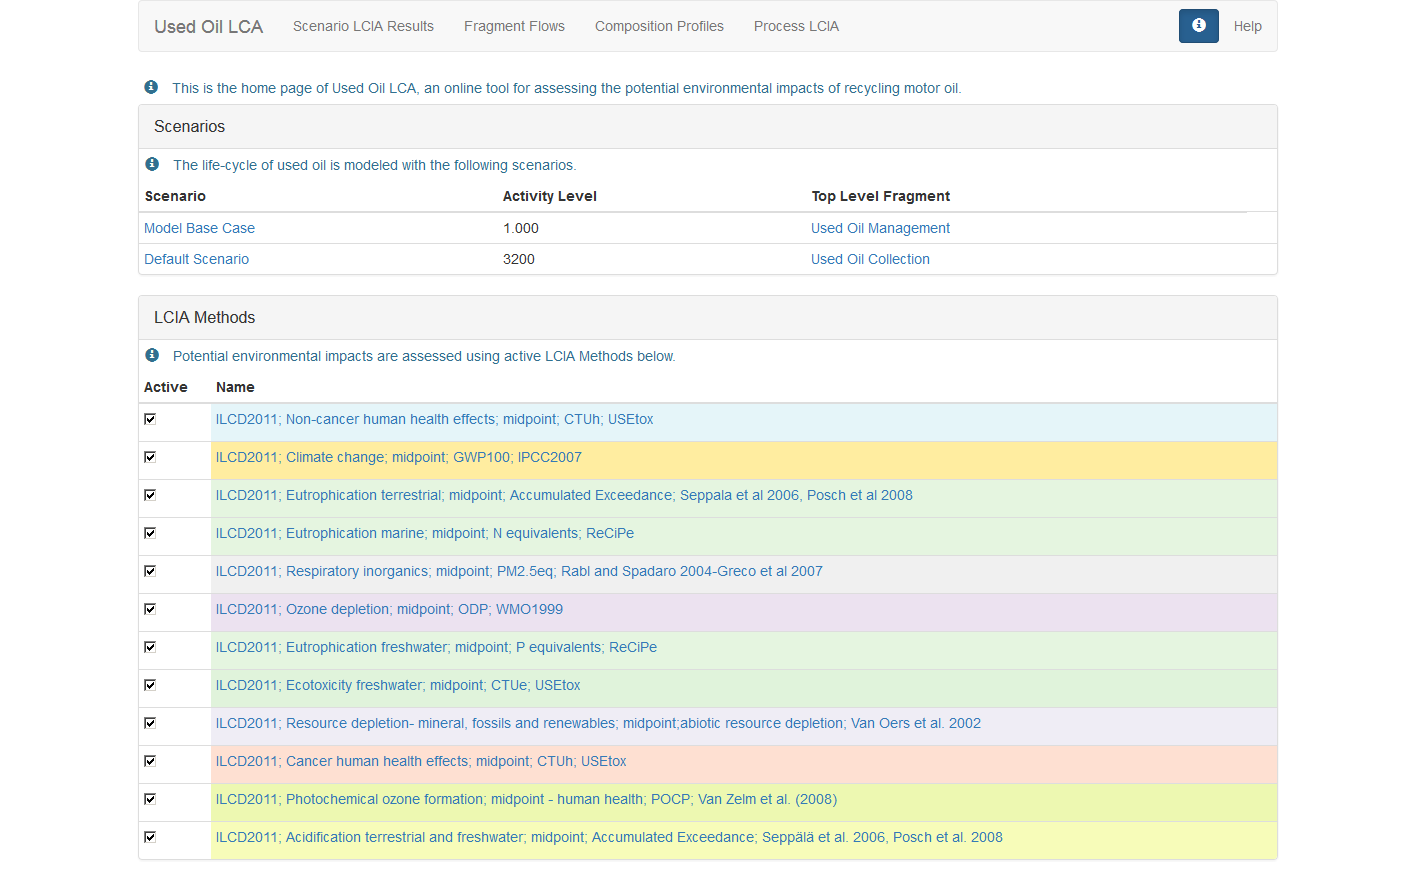 Used Oil LCA Scenario LCIA Results Fragment Flows Composition Profiles Process LCIA Help
This is the home page of Used Oil LCA, an online tool for assessing the potential environmental impacts of recycling motor oil.
Scenarios
The life-cycle of used oil is modeled with the following scenarios.
Scenario Activity Level Top Level Fragment
Model Base Case 1.000 Used Oil Management
Default Scenario 3200 Used Oil Collection
LCIA Methods
Potential environmental impacts are assessed using active LCIA Methods below.
Active Name
ILCD2011; Non-cancer human health effects; midpoint; CTUh; USEtox
ILCD2011; Climate change; midpoint; GWP100; IPCC2007
ILCD2011; Eutrophication terrestrial; midpoint; Accumulated Exceedance; Seppala et al 2006, Posch et al 2008
ILCD2011; Eutrophication marine; midpoint; N equivalents; ReCiPe
ILCD2011; Respiratory inorganics; midpoint; PM2.5eq; Rabl and Spadaro 2004-Greco et al 2007
ILCD2011; Ozone depletion; midpoint; ODP; WMO1999
ILCD2011; Eutrophication freshwater; midpoint; P equivalents; ReCiPe
ILCD2011; Ecotoxicity freshwater; midpoint; CTUe; USEtox
ILCD2011; Resource depletion- mineral, fossils and renewables; midpoint;abiotic resource depletion; Van Oers et al. 2002
ILCD2011; Cancer human health effects; midpoint; CTUh; USEtox
ILCD2011; Photochemical ozone formation; midpoint - human health; POCP; Van Zelm et al. (2008)
ILCD2011; Acidification terrestrial and freshwater; midpoint; Accumulated Exceedance; Seppälä et al. 2006, Posch et al. 2008